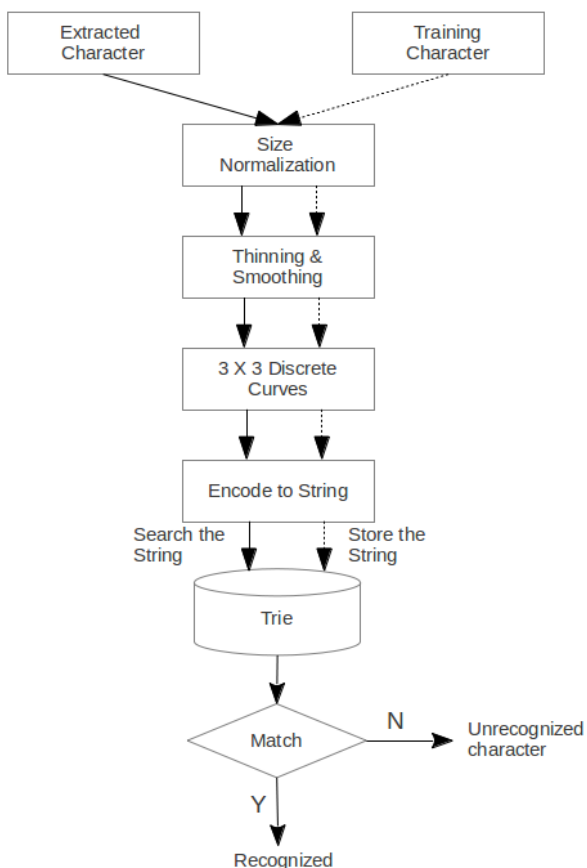 Extracted
Character
Training
Character
Size
Normalization
Thinning &
Smoothing
3 X 3 Discrete
Curves
Encode to String
Search the
String
Store the
String
Trie
Match
N
Unrecognized
character
Y
Recognized